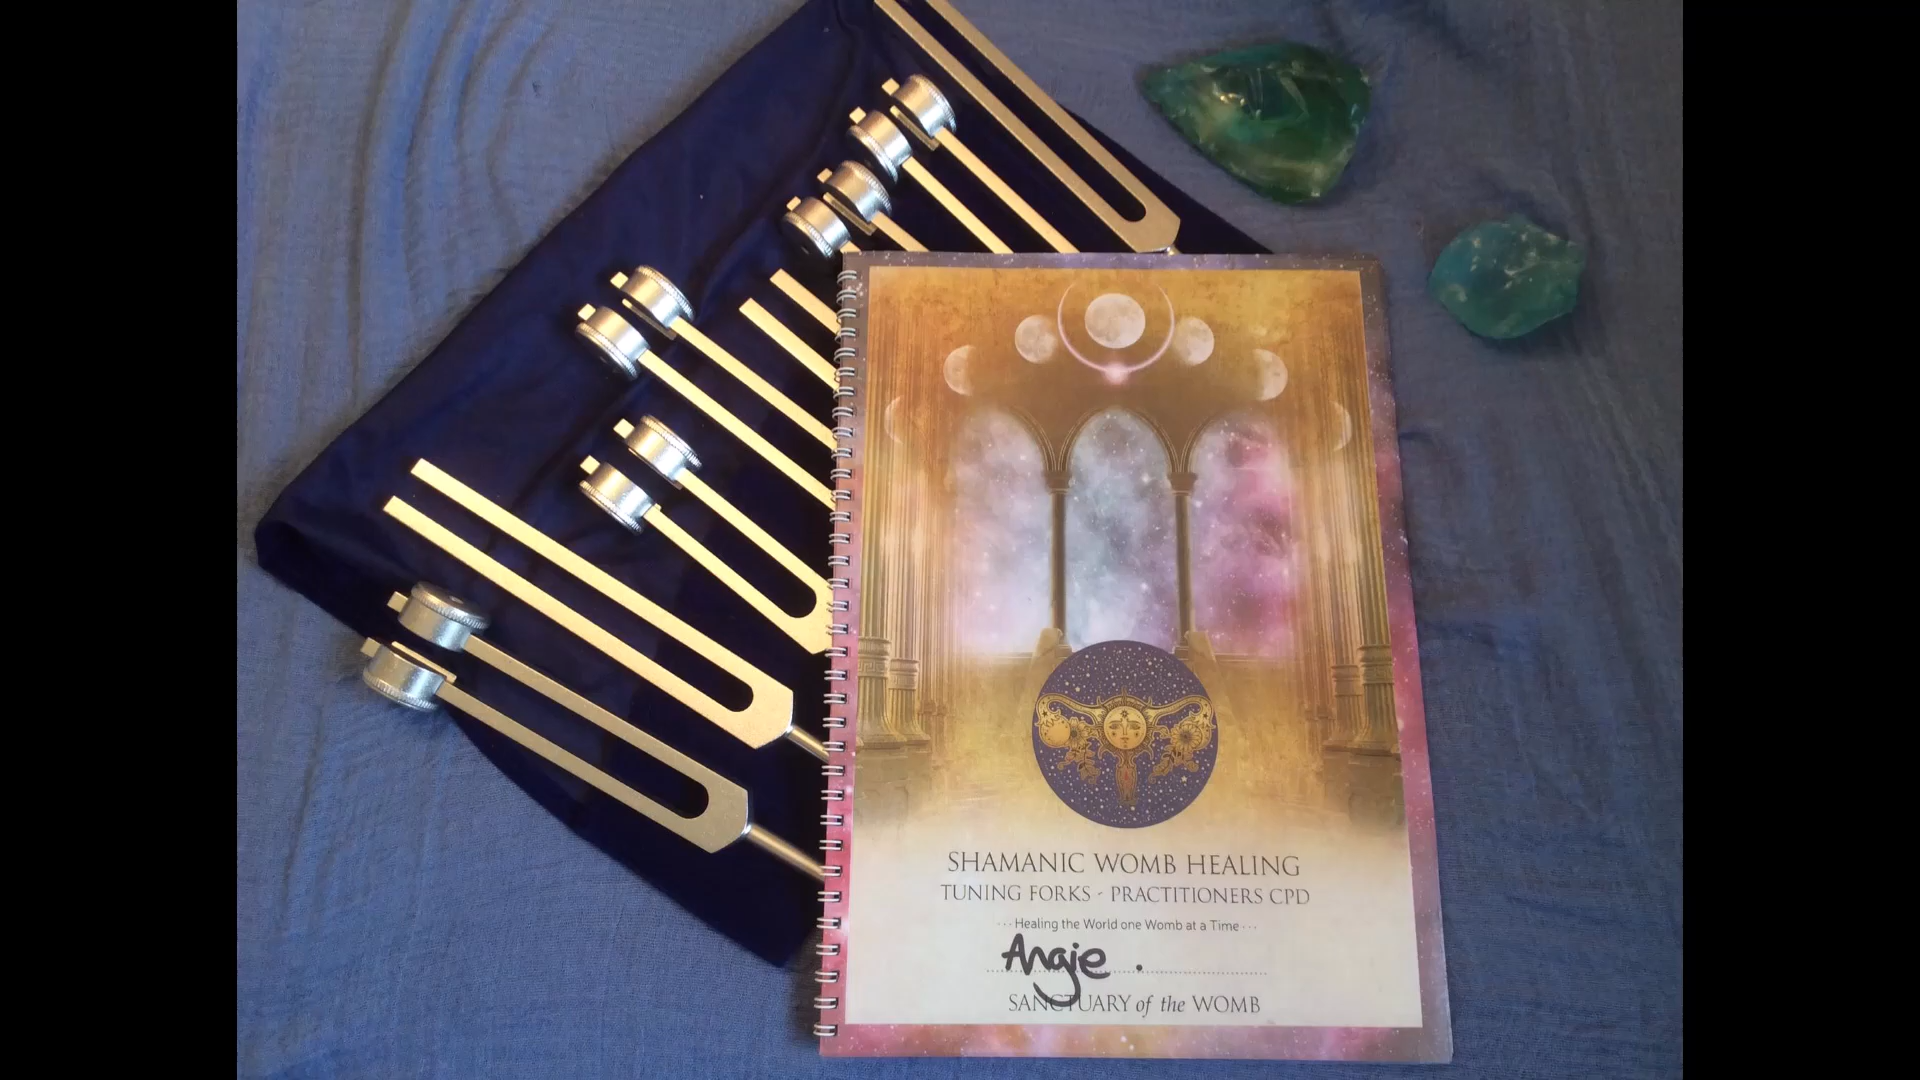 SHAMANIC WOMB HEALING
TUNING FORKS - PRACTITIONERS CPD
···Healing the World one Womb at a Time···
Angie.
SANCTUARY of the WOMB